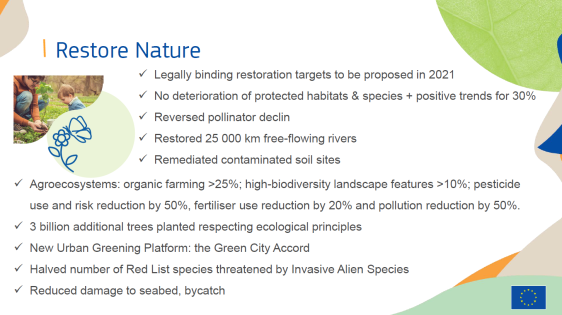 Restore Nature
✓ Legally binding restoration targets to be proposed in 2021
✓ No deterioration of protected habitats & species + positive trends for 30%
✓ Reversed pollinator declin
✓ Restored 25 000 km free-flowing rivers
✓ Remediated contaminated soil sites
✓ Agroecosystems: organic farming >25%; high-biodiversity landscape features >10%; pesticide
use and risk reduction by 50%, fertiliser use reduction by 20% and pollution reduction by 50%.
✓ 3 billion additional trees planted respecting ecological principles
✓ New Urban Greening Platform: the Green City Accord
✓ Halved number of Red List species threatened by Invasive Alien Species
✓ Reduced damage to seabed, bycatch